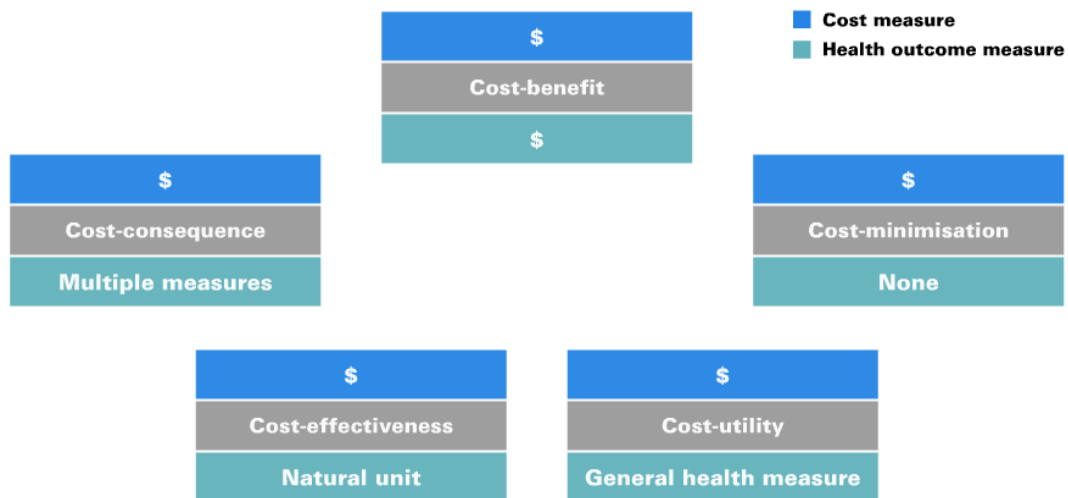 Cost measure
Health outcome measure
$
Cost-benefit
$
$
Cost-consequence
Multiple measures
$
Cost-minimisation
None
$
Cost-effectiveness
Natural unit
$
Cost-utility
General health measure